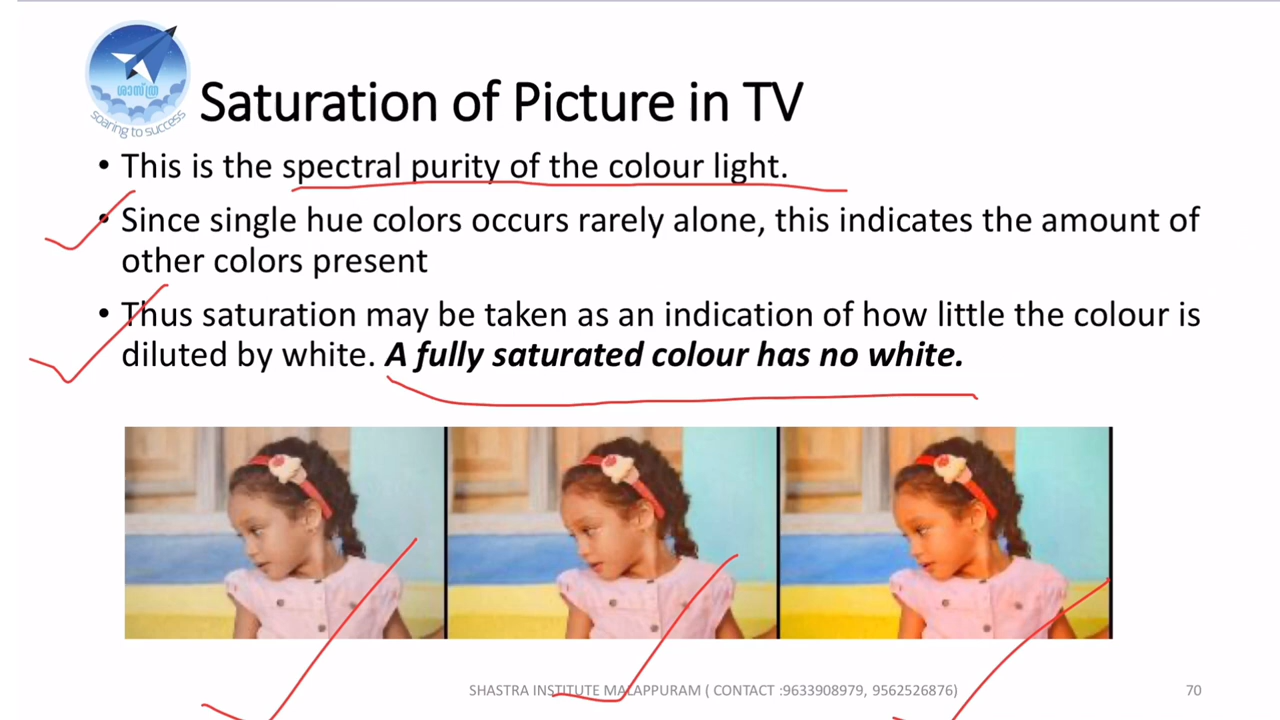 ശാസ്ത്ര
soaring to success
Saturation of Picture in TV
• This is the spectral purity of the colour light.
• Since single hue colors occurs rarely alone, this indicates the amount of
other colors present
• Thus saturation may be taken as an indication of how little the colour is
diluted by white. A fully saturated colour has no white.
SHASTRA INSTITUTE MALAPPURAM ( CONTACT :9633908979, 9562526876)
70